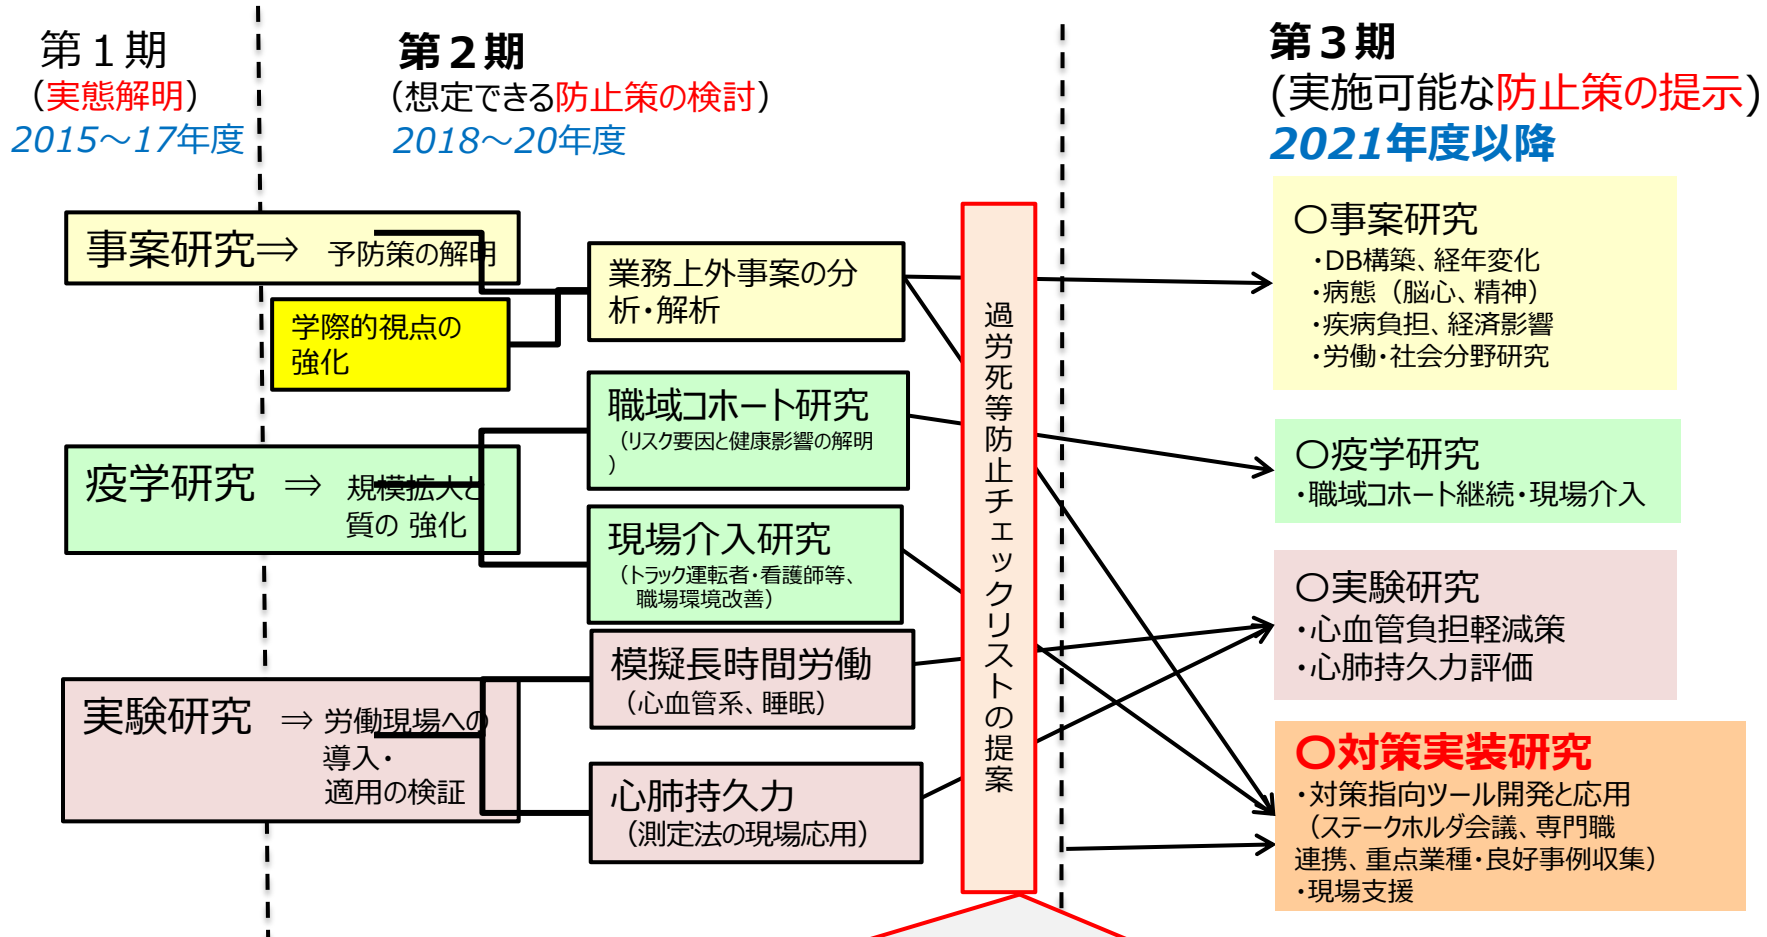 第１期
（実態解明）
2015～17年度
第２期
（想定できる防止策の検討）
2018～20年度
第３期
(実施可能な防止策の提示)
2021年度以降
事案研究⇒ 予防策の解明
学際的視点の
強化
業務上外事案の分
析・解析
疫学研究 ⇒ 規模拡大と
質の 強化
職域コホート研究
（リスク要因と健康影響の解明
）
現場介入研究
（トラック運転者・看護師等、
職場環境改善）
実験研究 ⇒ 労働現場への
導入・
適用の検証
模擬長時間労働
（心血管系、睡眠）
心肺持久力
（測定法の現場応用）
過労死等防止チェックリストの提案
〇事案研究
・DB構築、経年変化
・病態（脳心、精神）
・疾病負担、経済影響
・労働・社会分野研究
〇疫学研究
・職域コホート継続・現場介入
〇実験研究
・心血管負担軽減策
・心肺持久力評価
〇対策実装研究
・対策指向ツール開発と応用
（ステークホルダ会議、専門職
連携、重点業種・良好事例収集）
・現場支援